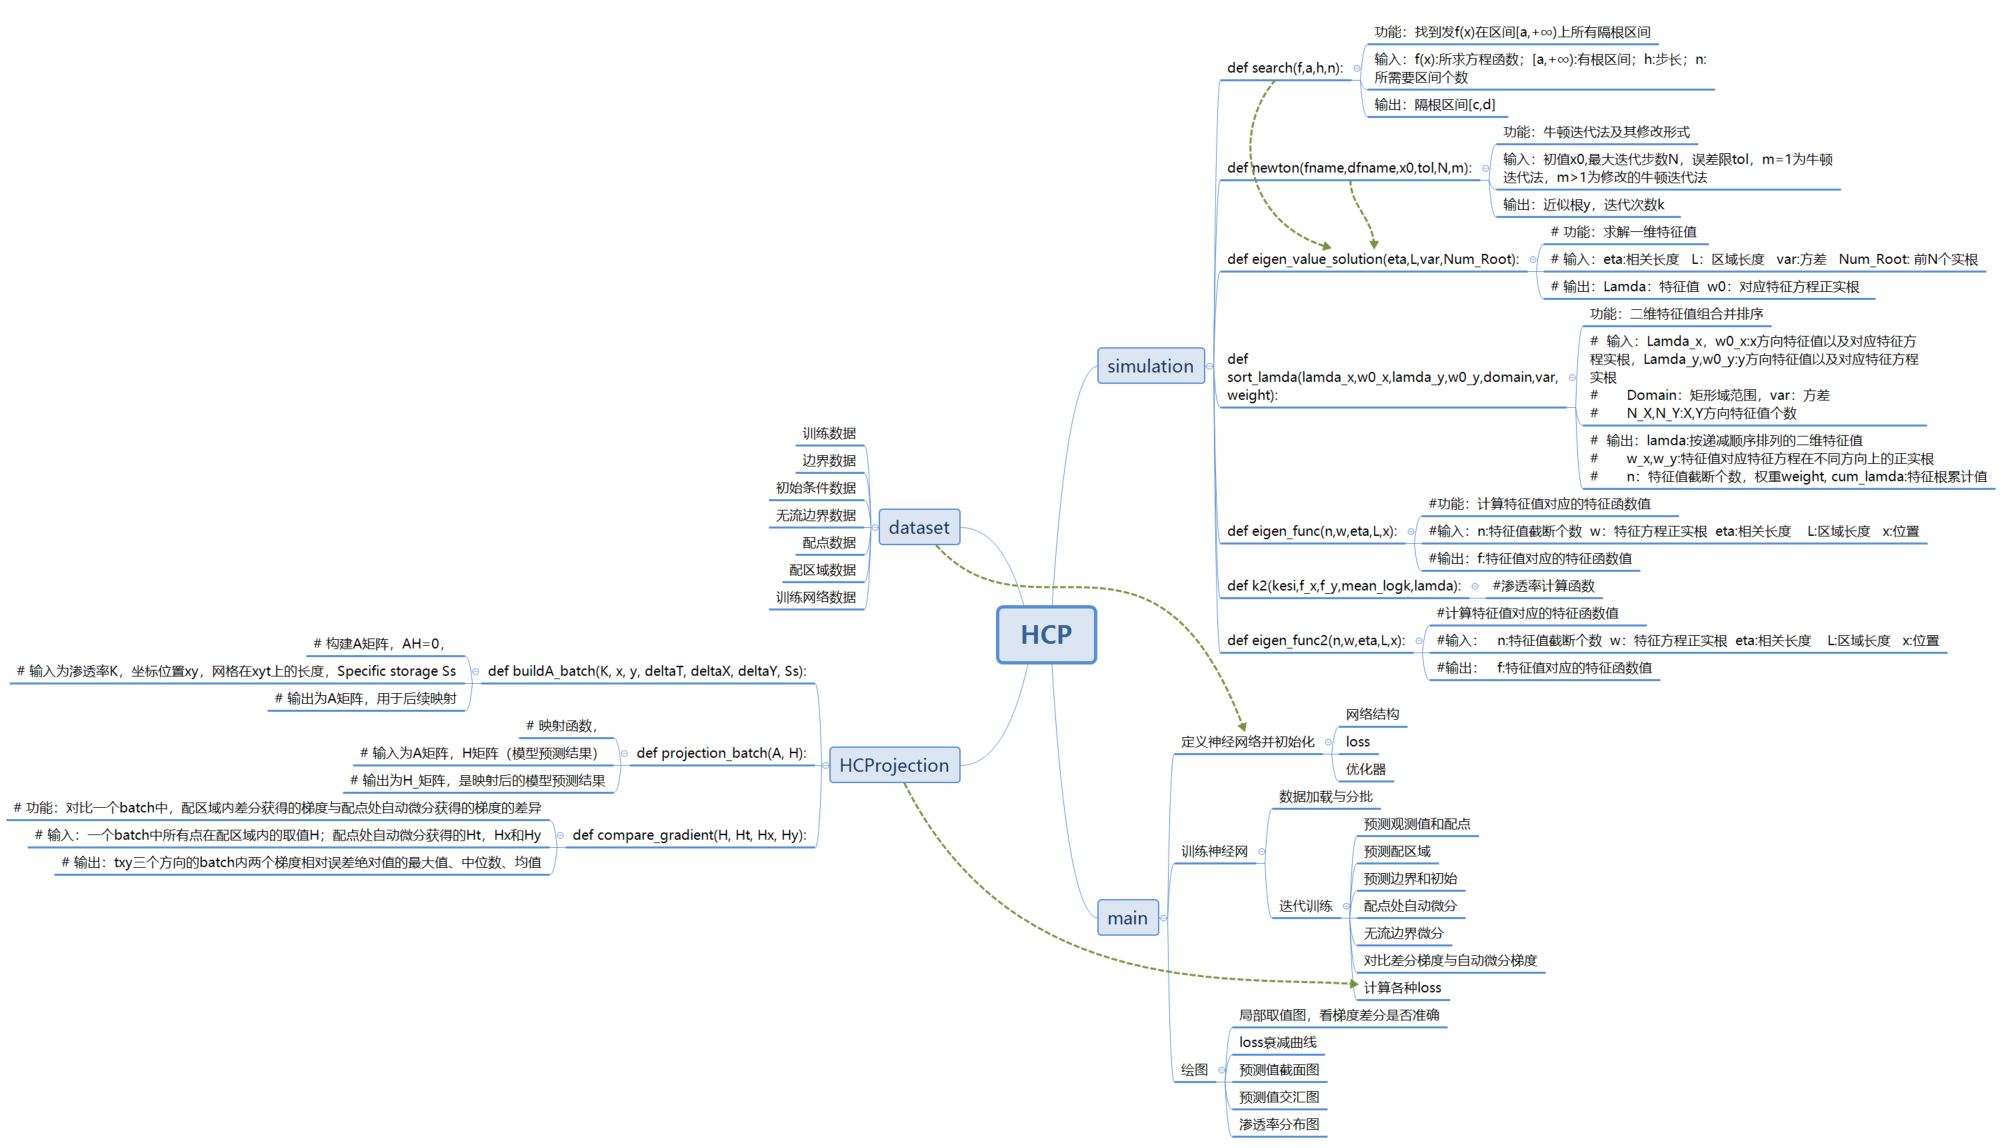 HCP
simulation
def search(f,a,h,n):
功能：找到发f(x)在区间[a,+∞)上所有隔根区间
输入：f(x):所求方程函数；[a,+∞):有根区间；h:步长；n:
所需要区间个数
输出：隔根区间[c,d]
def newton(fname,dfname,x0,tol,N,m):
功能：牛顿迭代法及其修改形式
输入：初值x0,最大迭代步数N，误差限tol，m=1为牛顿
迭代法，m>1为修改的牛顿迭代法
输出：近似根y，迭代次数k
def eigen_value_solution(eta,L,var,Num_Root):
# 功能：求解一维特征值
# 输入：eta:相关长度 L：区域长度 var:方差 Num_Root: 前N个实根
# 输出：Lamda：特征值 w0：对应特征方程正实根
def
sort_lamda(lamda_x,w0_x,lamda_y,w0_y,domain,var,
weight):
功能：二维特征值组合并排序
# 输入：Lamda_x，w0_x:x方向特征值以及对应特征方
程实根，Lamda_y,w0_y:y方向特征值以及对应特征方程
实根
# Domain：矩形域范围，var：方差
# N_X,N_Y:X,Y方向特征值个数
# 输出：lamda:按递减顺序排列的二维特征值
# w_x,w_y:特征值对应特征方程在不同方向上的正实根
# n：特征值截断个数，权重weight, cum_lamda:特征根累计值
def eigen_func(n,w,eta,L,x):
#功能：计算特征值对应的特征函数值
#输入：n:特征值截断个数 w：特征方程正实根 eta:相关长度 L:区域长度 x:位置
#输出：f:特征值对应的特征函数值
def k2(kesi,f_x,f_y,mean_logk,lamda):
#渗透率计算函数
def eigen_func2(n,w,eta,L,x):
#计算特征值对应的特征函数值
#输入： n:特征值截断个数 w：特征方程正实根 eta:相关长度 L:区域长度 x:位置
#输出： f:特征值对应的特征函数值
main
定义神经网络并初始化
网络结构
loss
优化器
训练神经网
数据加载与分批
迭代训练
预测观测值和配点
预测配区域
预测边界和初始
配点处自动微分
无流边界微分
对比差分梯度与自动微分梯度
计算各种loss
绘图
局部取值图，看梯度差分是否准确
loss衰减曲线
预测值截面图
预测值交汇图
渗透率分布图
dataset
训练数据
边界数据
初始条件数据
无流边界数据
配点数据
配区域数据
训练网络数据
HCProjection
def buildA_batch(K, x, y, deltaT, deltaX, deltaY, Ss):
# 构建A矩阵，AH=0，
# 输入为渗透率K，坐标位置xy，网格在xyt上的长度，Specific storage Ss
# 输出为A矩阵，用于后续映射
def projection_batch(A, H):
# 映射函数，
# 输入为A矩阵，H矩阵（模型预测结果）
# 输出为H_矩阵，是映射后的模型预测结果
def compare_gradient(H, Ht, Hx, Hy):
# 功能：对比一个batch中，配区域内差分获得的梯度与配点处自动微分获得的梯度的差异
# 输入：一个batch中所有点在配区域内的取值H；配点处自动微分获得的Ht，Hx和Hy
# 输出：txy三个方向的batch内两个梯度相对误差绝对值的最大值、中位数、均值